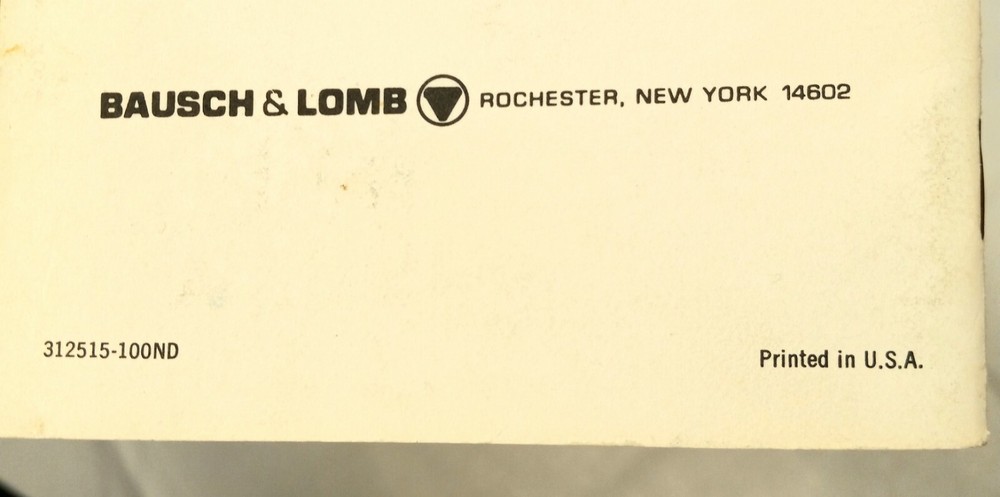 BAUSCH & LOMB ROCHESTER, NEW YORK 14602
312515-100ND
Printed in U.S.A.